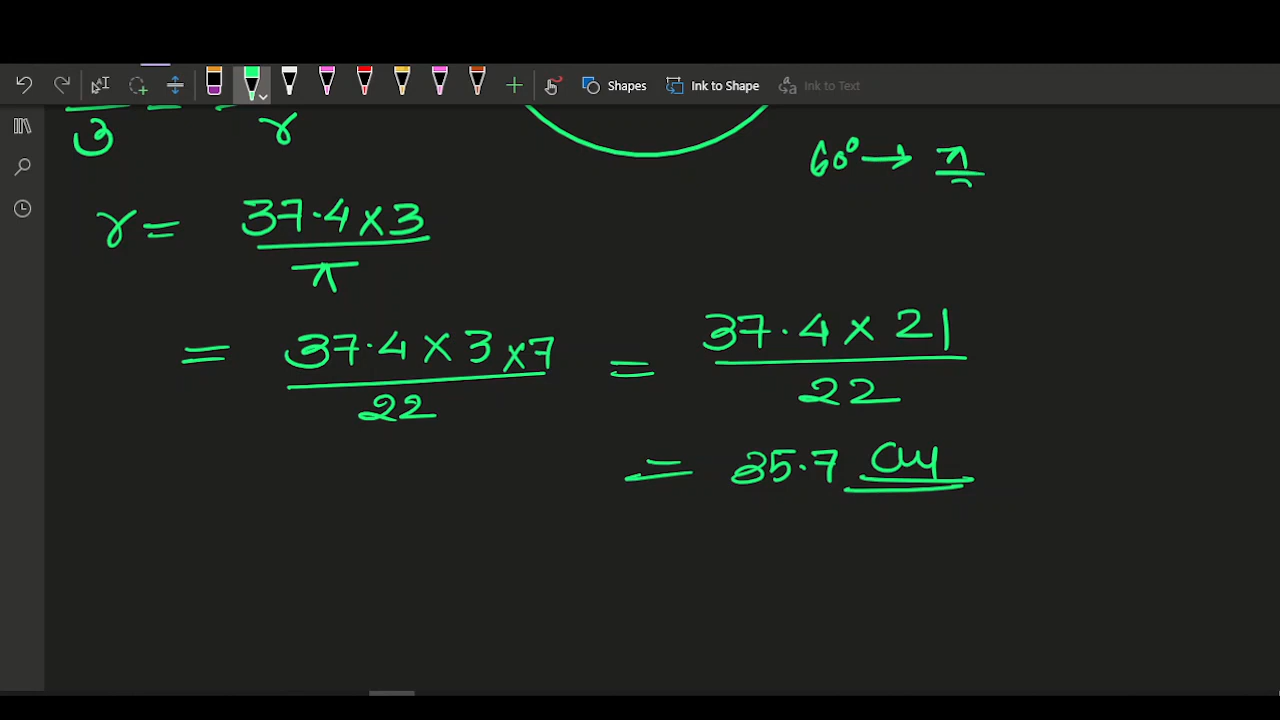 Shapes Ink to Shape Ink to Text
3 = r
60° → π
r = 37.4 × 3 / π
= 37.4 × 3 × 7 / 22 = 37.4 × 21 / 22
= 35.7 cm